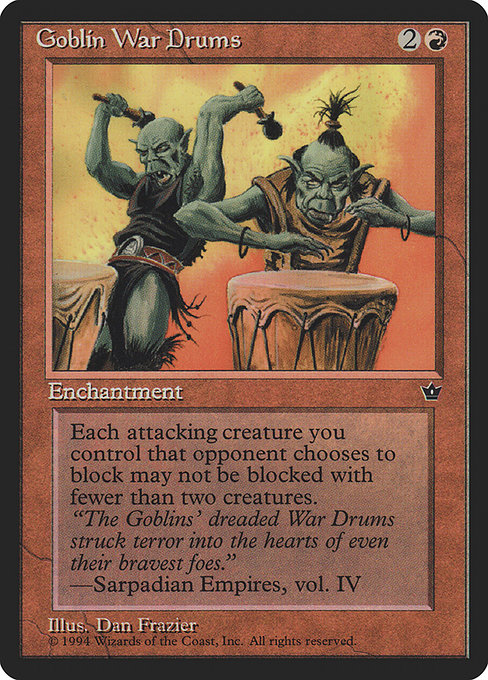 Goblin War Drums 2
Enchantment
Each attacking creature you
control that opponent chooses to
block may not be blocked with
fewer than two creatures.
“The Goblins’ dreaded War Drums
struck terror into the hearts of even
their bravest foes.”
—Sarpadian Empires, vol. IV
Illus. Dan Frazier
© 1994 Wizards of the Coast, Inc. All rights reserved.